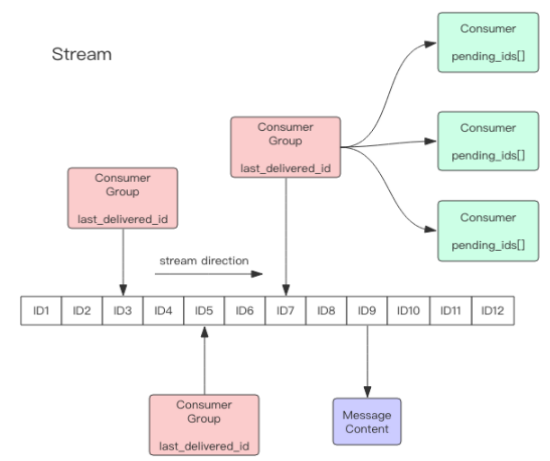 Stream
Consumer
pending_ids[]
Consumer
Group
last_delivered_id
Consumer
pending_ids[]
Consumer
Group
last_delivered_id
Consumer
pending_ids[]
stream direction
ID1 ID2 ID3 ID4 ID5 ID6 ID7 ID8 ID9 ID10 ID11 ID12
Consumer
Group
last_delivered_id
Message
Content